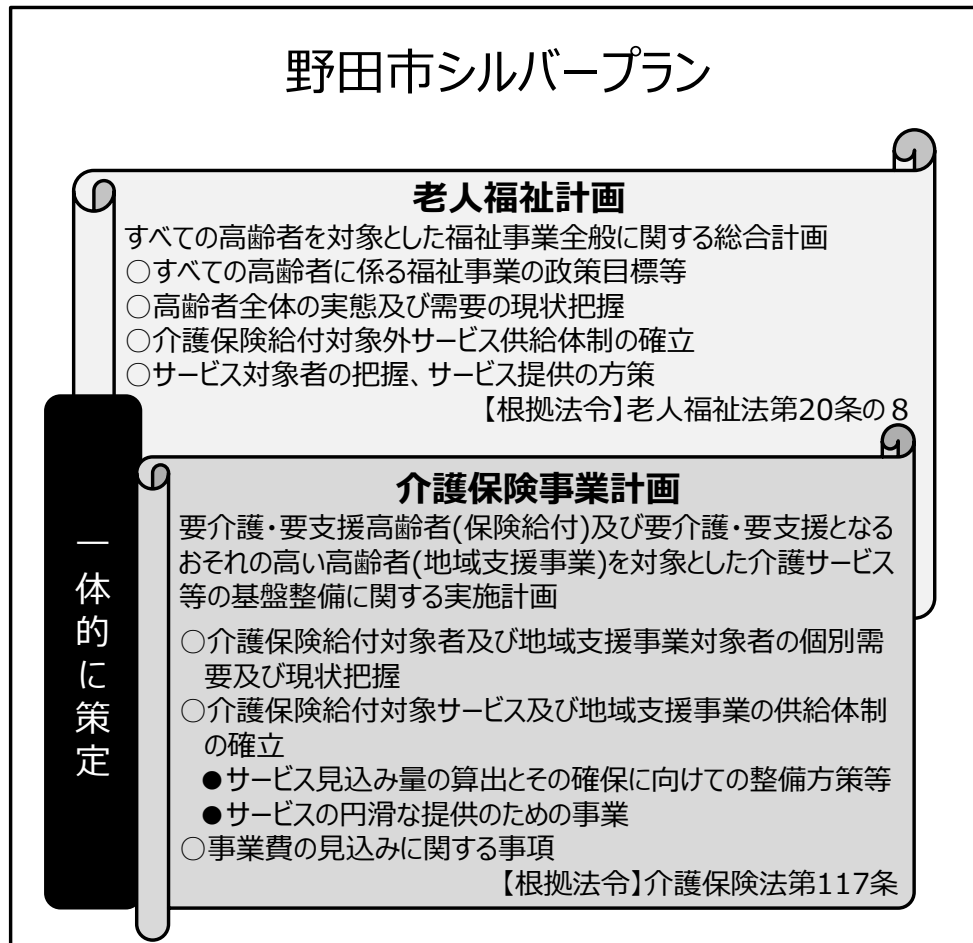 野田市シルバープラン
老人福祉計画
すべての高齢者を対象とした福祉事業全般に関する総合計画
○すべての高齢者に係る福祉事業の政策目標等
○高齢者全体の実態及び需要の現状把握
○介護保険給付対象外サービス供給体制の確立
○サービス対象者の把握、サービス提供の方策
【根拠法令】老人福祉法第20条の８
一体的に策定
介護保険事業計画
要介護・要支援高齢者(保険給付)及び要介護・要支援となる
おそれの高い高齢者(地域支援事業)を対象とした介護サービス
等の基盤整備に関する実施計画
○介護保険給付対象者及び地域支援事業対象者の個別需
要及び現状把握
○介護保険給付対象サービス及び地域支援事業の供給体制
の確立
●サービス見込み量の算出とその確保に向けての整備方策等
●サービスの円滑な提供のための事業
○事業費の見込みに関する事項
【根拠法令】介護保険法第117条